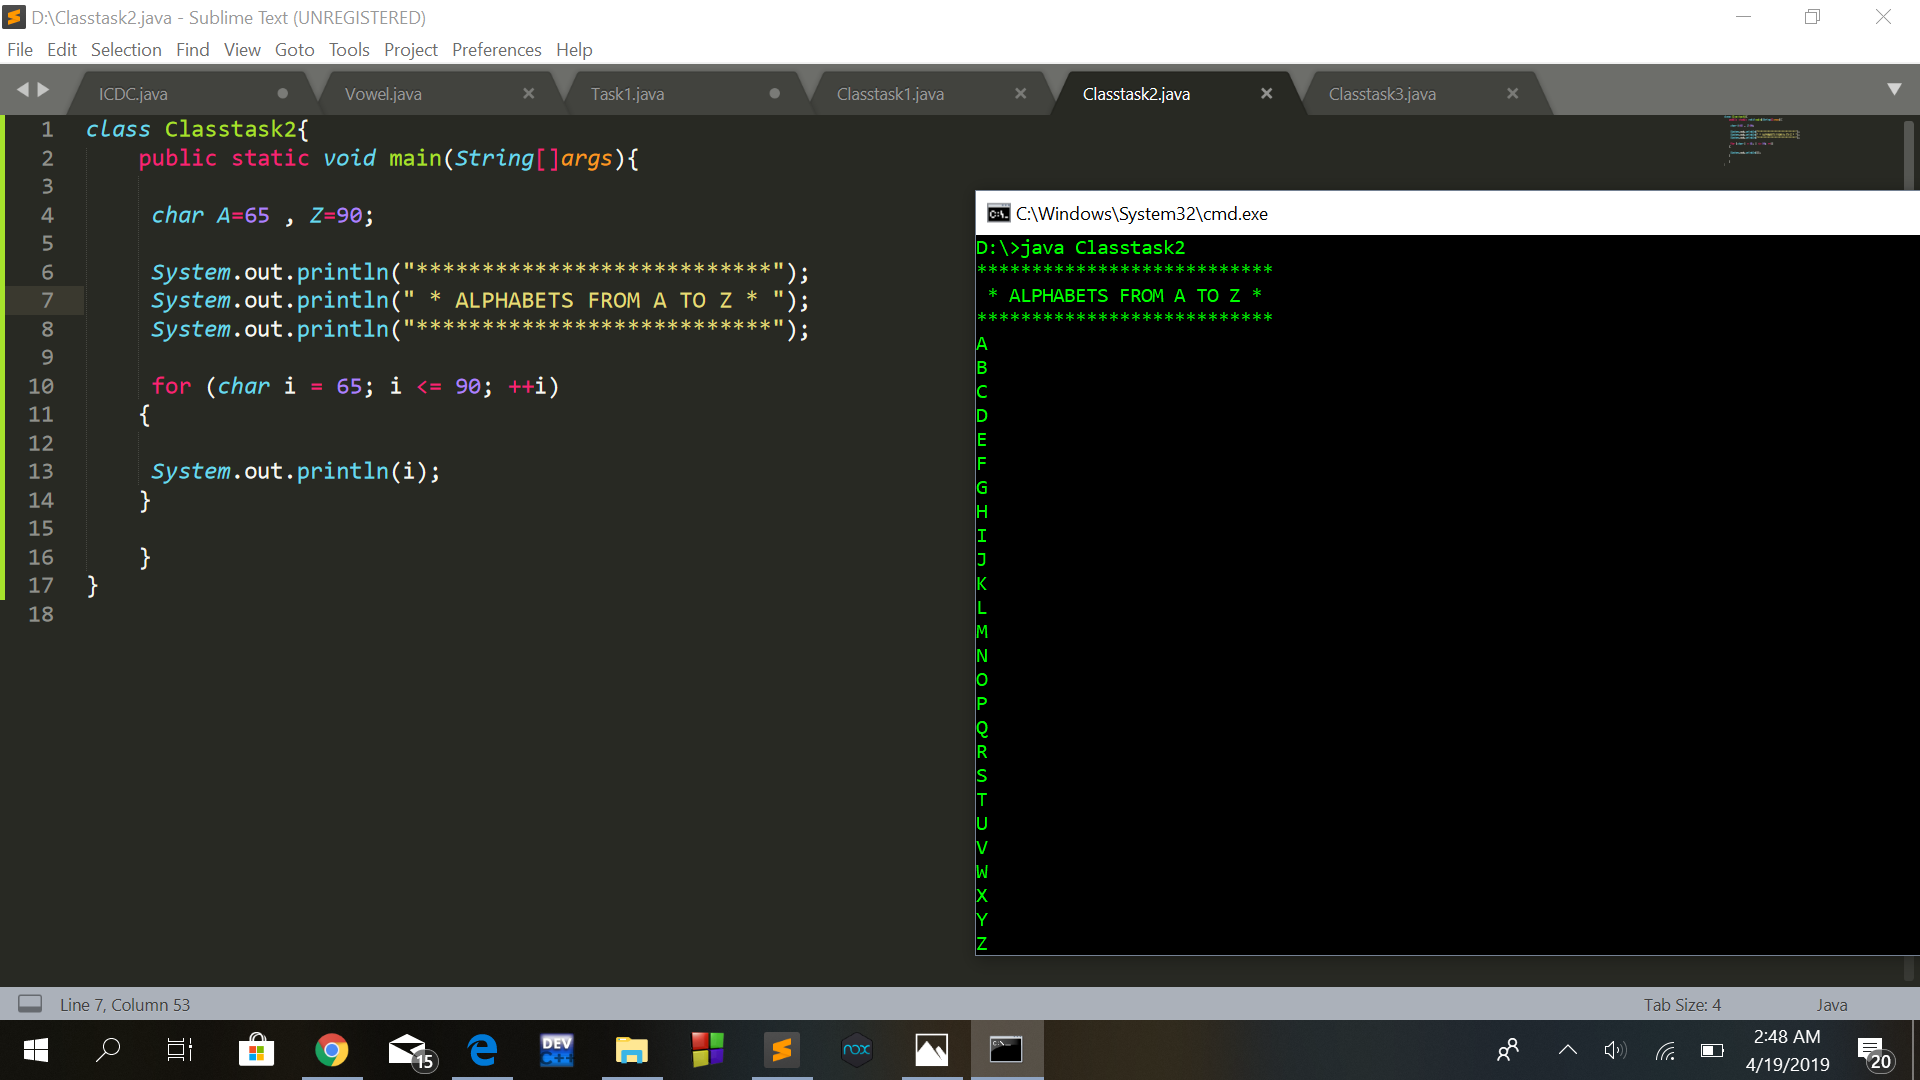 D:\Classtask2.java - Sublime Text (UNREGISTERED)
File Edit Selection Find View Goto Tools Project Preferences Help
ICDC.java Vowel.java Task1.java Classtask1.java Classtask2.java Classtask3.java
1 class Classtask2{
2 public static void main(String[]args){
3
4 char A=65 , Z=90;
5
6 System.out.println("***************************");
7 System.out.println(" * ALPHABETS FROM A TO Z * ");
8 System.out.println("***************************");
9
10 for (char i = 65; i <= 90; ++i)
11 {
12
13 System.out.println(i);
14 }
15
16 }
17 }
18
C:\Windows\System32\cmd.exe
D:\>java Classtask2
***************************
* ALPHABETS FROM A TO Z *
***************************
A
B
C
D
E
F
G
H
I
J
K
L
M
N
O
P
Q
R
S
T
U
V
W
X
Y
Z
Line 7, Column 53
Tab Size: 4
Java
15
DEV
C++
nox
2:48 AM
4/19/2019
20